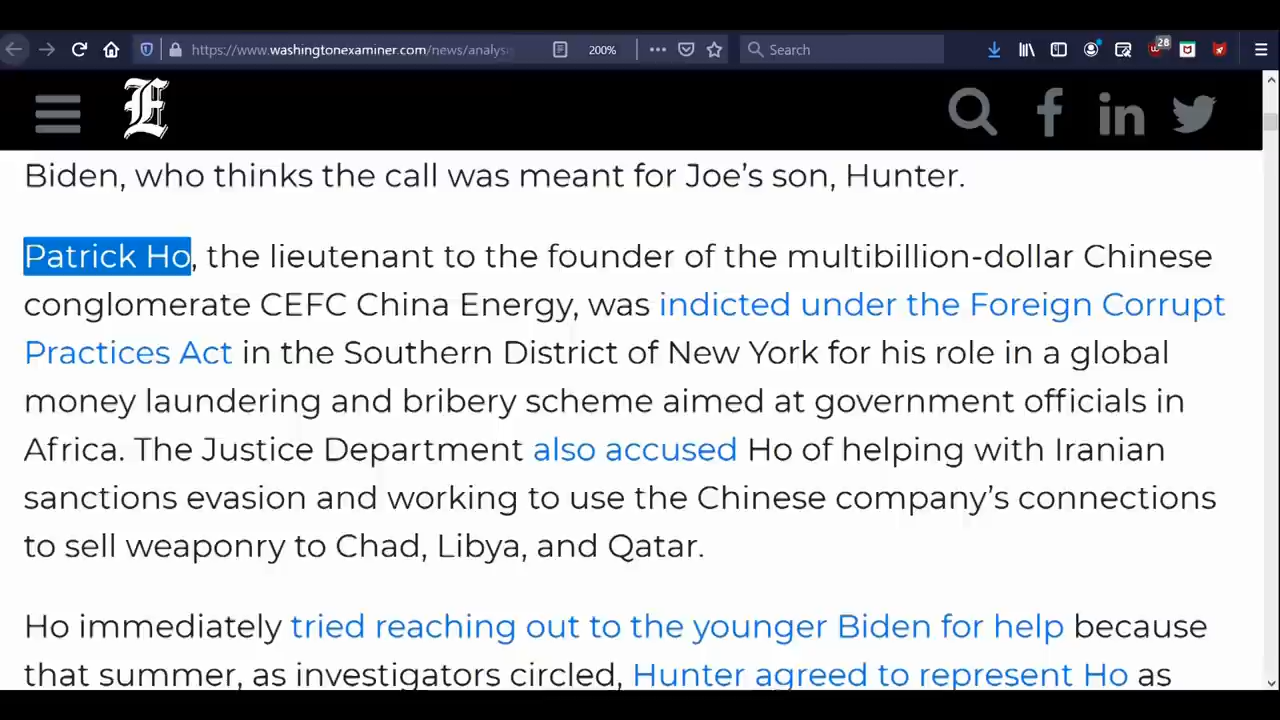 https://www.washingtonexaminer.com/news/analysis
200%
Search
28
E
f
in
Biden, who thinks the call was meant for Joe’s son, Hunter.
Patrick Ho, the lieutenant to the founder of the multibillion-dollar Chinese
conglomerate CEFC China Energy, was indicted under the Foreign Corrupt
Practices Act in the Southern District of New York for his role in a global
money laundering and bribery scheme aimed at government officials in
Africa. The Justice Department also accused Ho of helping with Iranian
sanctions evasion and working to use the Chinese company’s connections
to sell weaponry to Chad, Libya, and Qatar.
Ho immediately tried reaching out to the younger Biden for help because
that summer, as investigators circled, Hunter agreed to represent Ho as